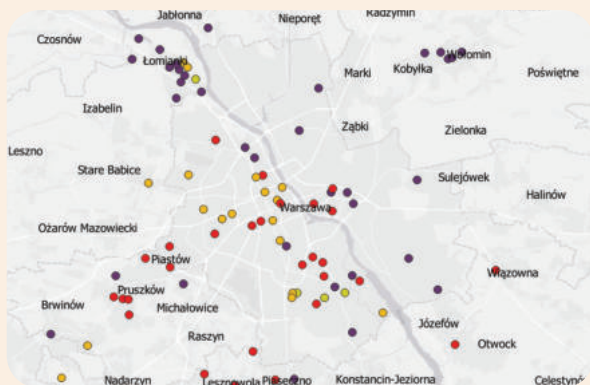 Jabłonna
Nieporęt
Radzymin
Czosnów
Łomianki
Marki
Kobyłka
Wołomin
Poświętne
Izabelin
Ząbki
Zielonka
Leszno
Stare Babice
Sulejówek
Halinów
Warszawa
Ożarów Mazowiecki
Piastów
Wiązowna
Pruszków
Brwinów
Michałowice
Józefów
Raszyn
Otwock
Nadarzyn
Lesznowola
Piaseczno
Konstancin-Jeziorna